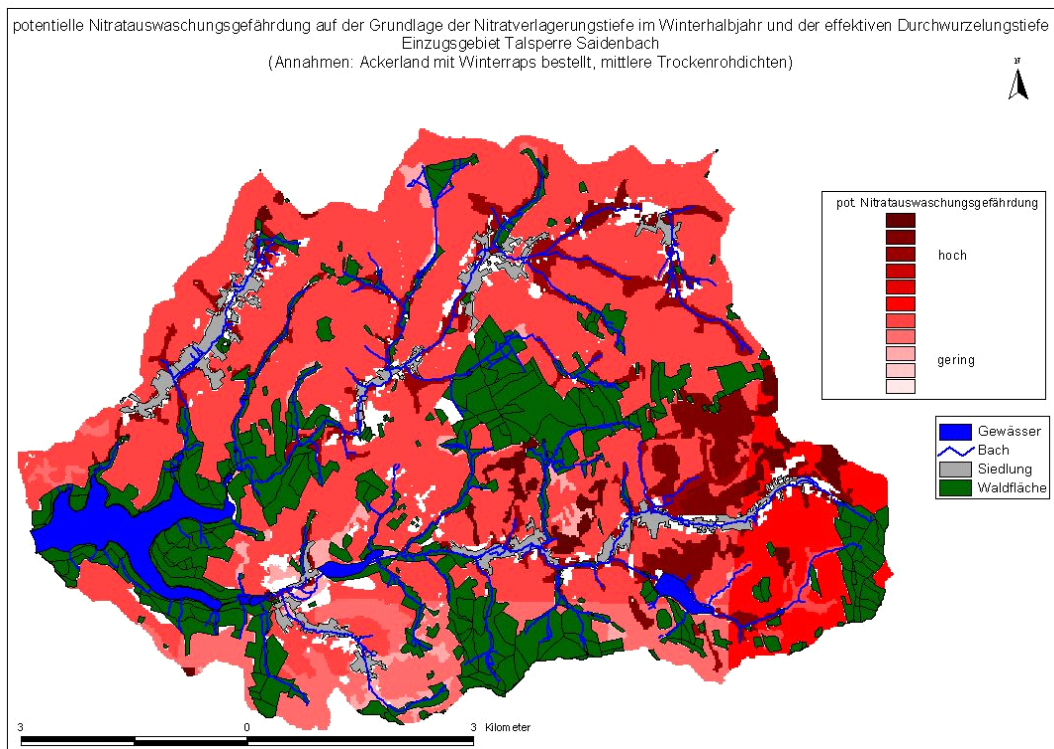 potentielle Nitratauswaschungsgefährdung auf der Grundlage der Nitratverlagerungstiefe im Winterhalbjahr und der effektiven Durchwurzelungstiefe
Einzugsgebiet Talsperre Saidenbach
(Annahmen: Ackerland mit Winterraps bestellt, mittlere Trockenrohdichten)
N
pot. Nitratauswaschungsgefährdung
hoch
gering
Gewässer
Bach
Siedlung
Waldfläche
3 0 3 Kilometer